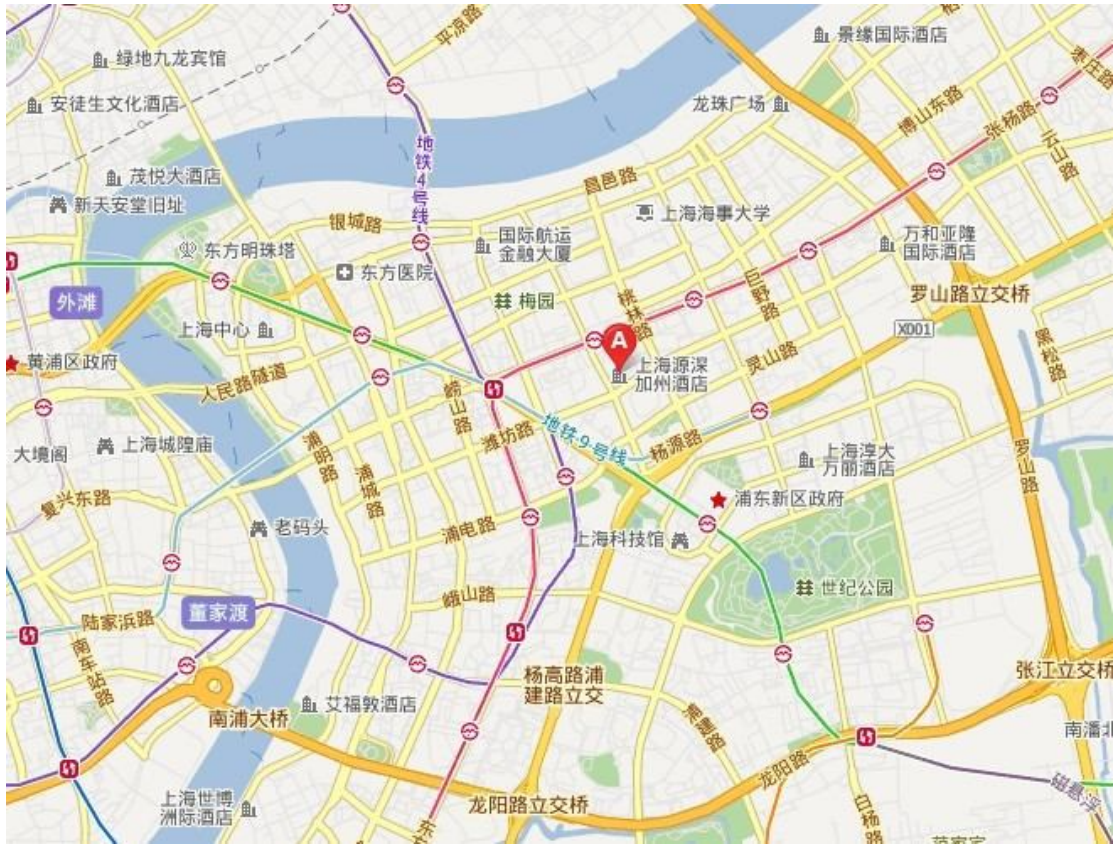 平凉路
景缘国际酒店
枣庄路
绿地九龙宾馆
安徒生文化酒店
龙珠广场
博山东路
张杨路
云山路
地铁4号线
茂悦大酒店
昌邑路
新天安堂旧址
银城路
上海海事大学
国际航运
金融大厦
东方明珠塔
万和亚隆
国际酒店
东方医院
外滩
梅园
桃林路
巨野路
罗山路立交桥
上海中心
A
X001
黑松路
黄浦区政府
上海源深
加州酒店
灵山路
人民路隧道
崂山路
地铁9号线
潍坊路
杨源路
浦明路
大境阁
上海城隍庙
浦城路
上海淳大
万丽酒店
罗山路
复兴东路
浦东新区政府
老码头
浦电路
上海科技馆
世纪公园
峨山路
董家渡
陆家浜路
南车站路
杨高路浦
建路立交
张江立交桥
艾福敦酒店
南浦大桥
浦建路
南潘北
龙阳路
磁悬浮
上海世博
洲际酒店
龙阳路立交桥
白杨路